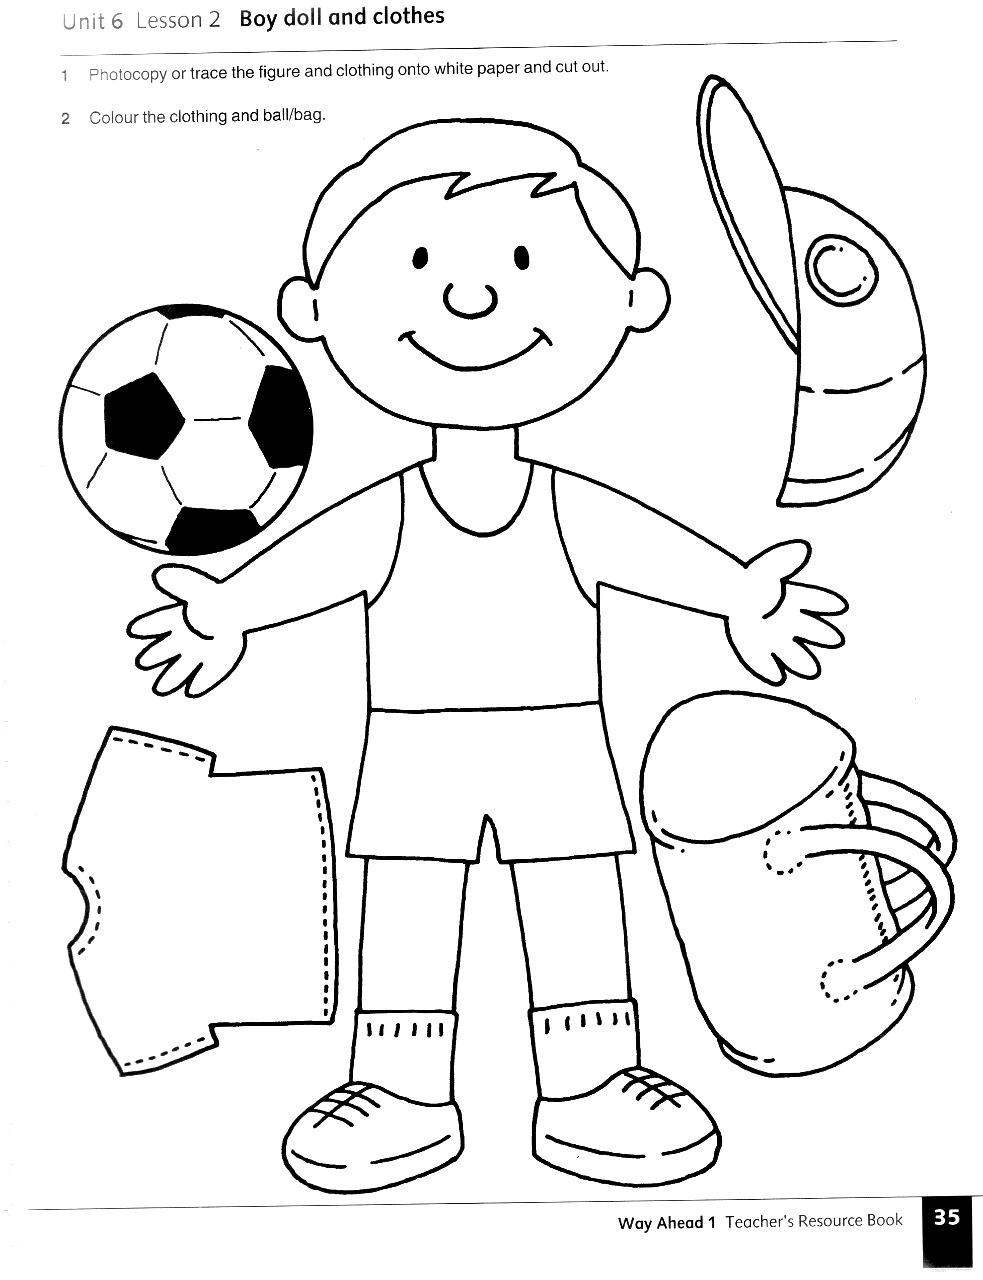 Unit 6 Lesson 2 Boy doll and clothes
1 Photocopy or trace the figure and clothing onto white paper and cut out.
2 Colour the clothing and ball/bag.
Way Ahead 1 Teacher's Resource Book 35